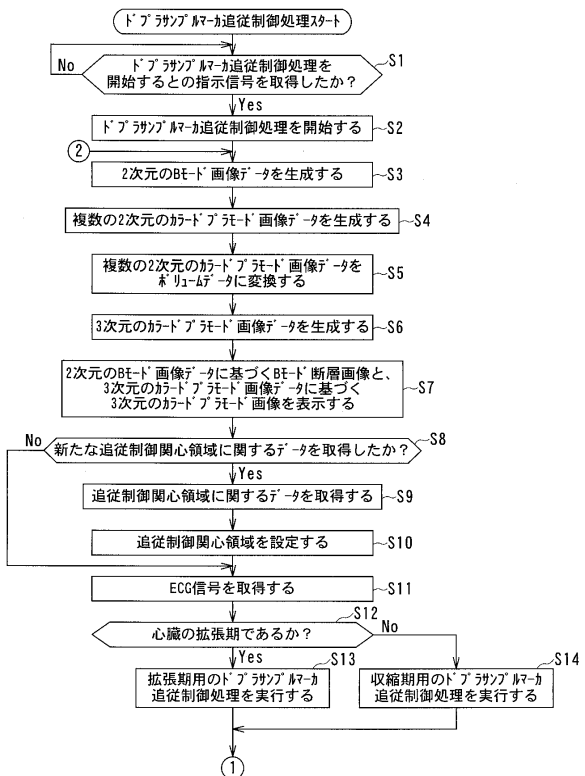 ﾄﾞﾌﾟﾗｻﾝﾌﾟﾙﾏｰｶ追従制御処理スタート
No
ﾄﾞﾌﾟﾗｻﾝﾌﾟﾙﾏｰｶ追従制御処理を
開始するとの指示信号を取得したか？
S1
Yes
ﾄﾞﾌﾟﾗｻﾝﾌﾟﾙﾏｰｶ追従制御処理を開始する
S2
②
2次元のBﾓｰﾄﾞ画像ﾃﾞｰﾀを生成する
S3
複数の2次元のｶﾗｰﾄﾞﾌﾟﾗﾓｰﾄﾞ画像ﾃﾞｰﾀを生成する
S4
複数の2次元のｶﾗｰﾄﾞﾌﾟﾗﾓｰﾄﾞ画像ﾃﾞｰﾀを
ﾎﾞﾘｭｰﾑﾃﾞｰﾀに変換する
S5
3次元のｶﾗｰﾄﾞﾌﾟﾗﾓｰﾄﾞ画像ﾃﾞｰﾀを生成する
S6
2次元のBﾓｰﾄﾞ画像ﾃﾞｰﾀに基づくBﾓｰﾄﾞ断層画像と、
3次元のｶﾗｰﾄﾞﾌﾟﾗﾓｰﾄﾞ画像ﾃﾞｰﾀに基づく
3次元のｶﾗｰﾄﾞﾌﾟﾗﾓｰﾄﾞ画像を表示する
S7
No
新たな追従制御関心領域に関するﾃﾞｰﾀを取得したか？
S8
Yes
追従制御関心領域に関するﾃﾞｰﾀを取得する
S9
追従制御関心領域を設定する
S10
ECG信号を取得する
S11
心臓の拡張期であるか？
S12
No
Yes
S13
拡張期用のﾄﾞﾌﾟﾗｻﾝﾌﾟﾙﾏｰｶ
追従制御処理を実行する
S14
収縮期用のﾄﾞﾌﾟﾗｻﾝﾌﾟﾙﾏｰｶ
追従制御処理を実行する
①